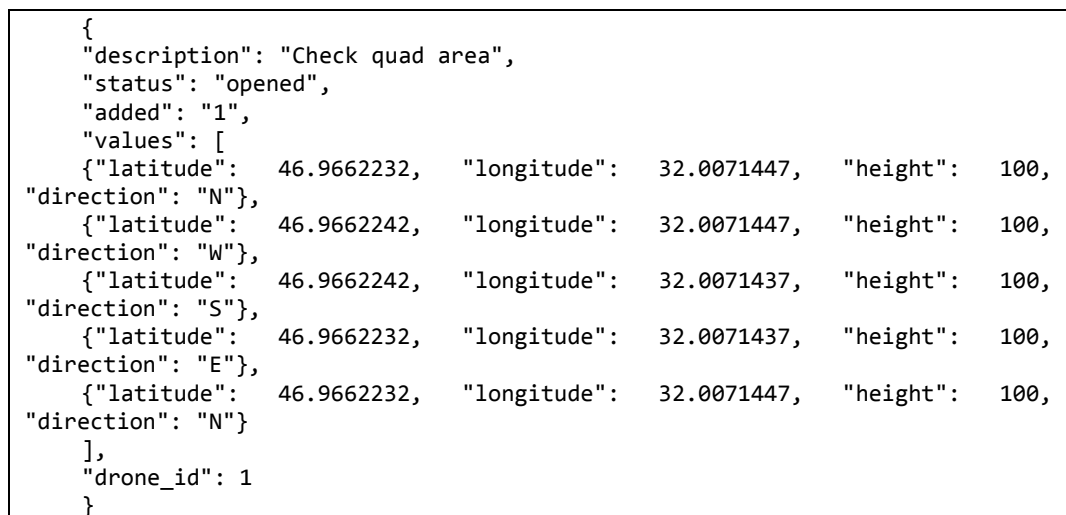 {
"description": "Check quad area",
"status": "opened",
"added": "1",
"values": [
{"latitude": 46.9662232, "longitude": 32.0071447, "height": 100,
"direction": "N"},
{"latitude": 46.9662242, "longitude": 32.0071447, "height": 100,
"direction": "W"},
{"latitude": 46.9662242, "longitude": 32.0071437, "height": 100,
"direction": "S"},
{"latitude": 46.9662232, "longitude": 32.0071437, "height": 100,
"direction": "E"},
{"latitude": 46.9662232, "longitude": 32.0071447, "height": 100,
"direction": "N"}
],
"drone_id": 1
}